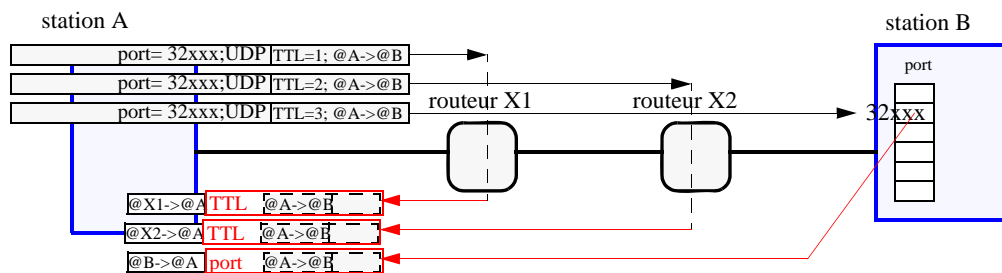 station A
station B
port= 32xxx;UDP TTL=1; @A->@B
port= 32xxx;UDP TTL=2; @A->@B
port= 32xxx;UDP TTL=3; @A->@B
routeur X1
routeur X2
port
32xxx
@X1->@A TTL @A->@B
@X2->@A TTL @A->@B
@B->@A port @A->@B